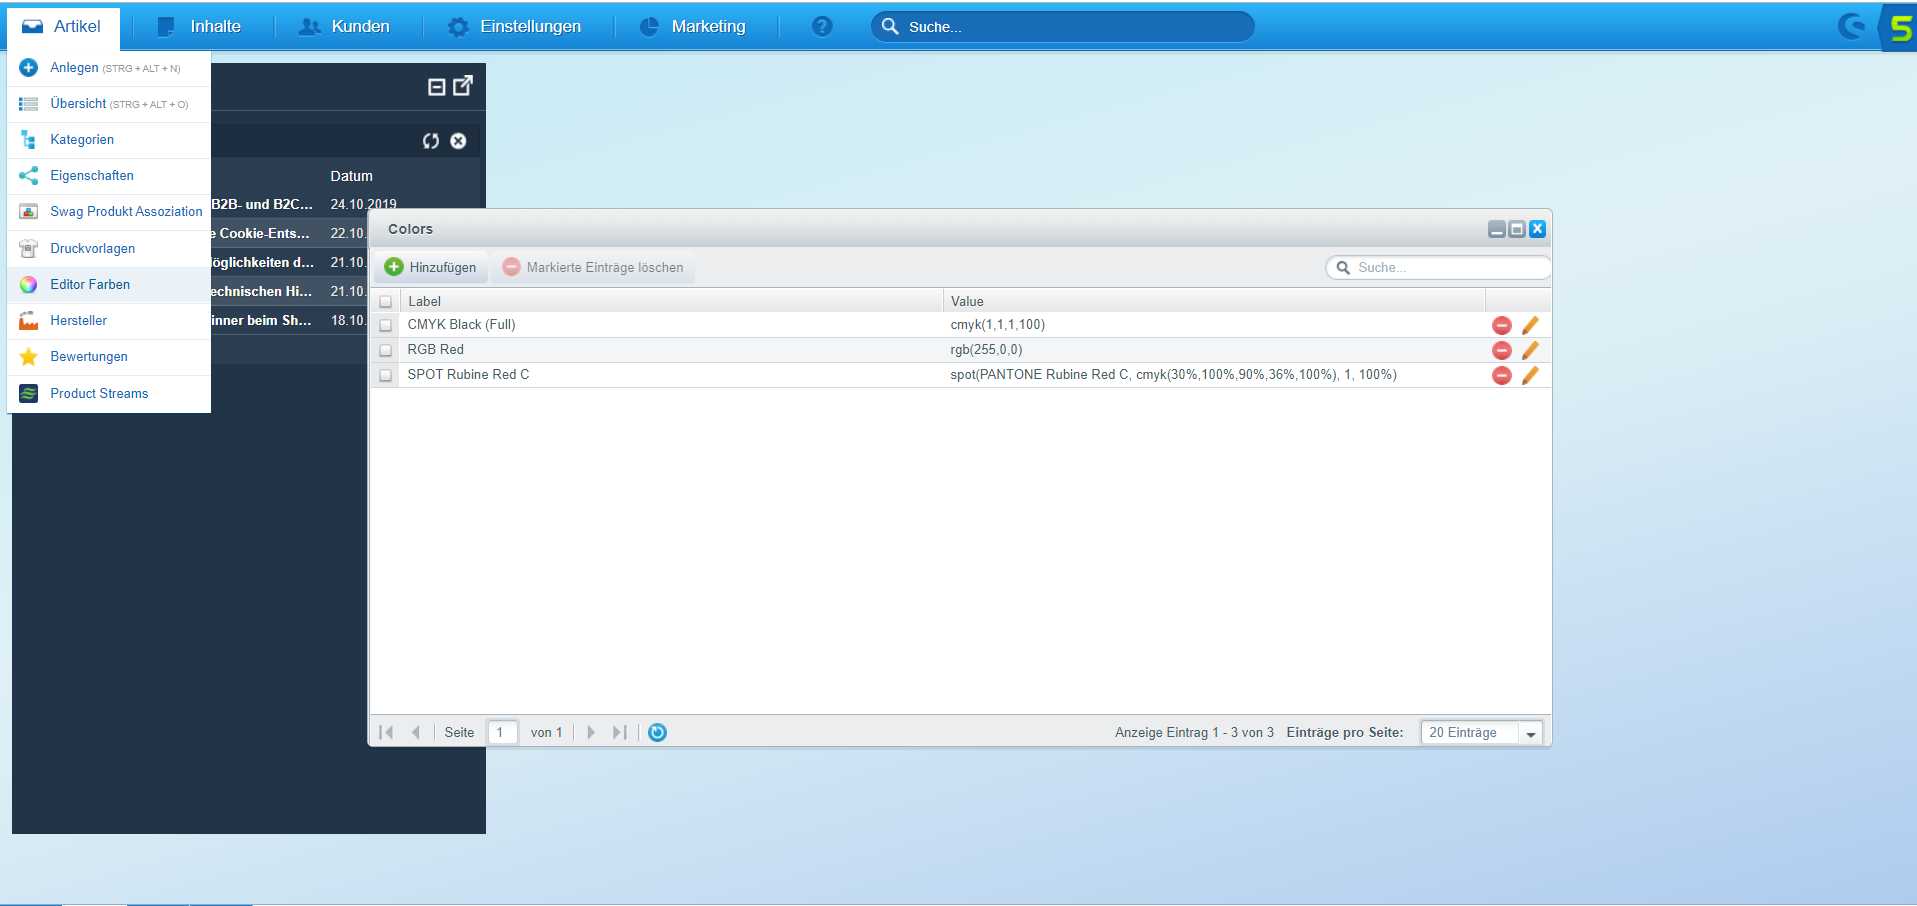 Artikel
Inhalte
Kunden
Einstellungen
Marketing
?
Suche...
5
Anlegen (STRG + ALT + N)
Übersicht (STRG + ALT + O)
Kategorien
Eigenschaften
Swag Produkt Assoziation
Druckvorlagen
Editor Farben
Hersteller
Bewertungen
Product Streams
Datum
B2B- und B2C... 24.10.2019
e Cookie-Ents... 22.10.
öglichkeiten d... 21.10.
echnischen Hi... 21.10.
inner beim Sh... 18.10.
Colors
Hinzufügen
Markierte Einträge löschen
Suche...
Label Value
CMYK Black (Full) cmyk(1,1,1,100)
RGB Red rgb(255,0,0)
SPOT Rubine Red C spot(PANTONE Rubine Red C, cmyk(30%,100%,90%,36%,100%), 1, 100%)
Seite 1 von 1
Anzeige Eintrag 1 - 3 von 3 Einträge pro Seite: 20 Einträge